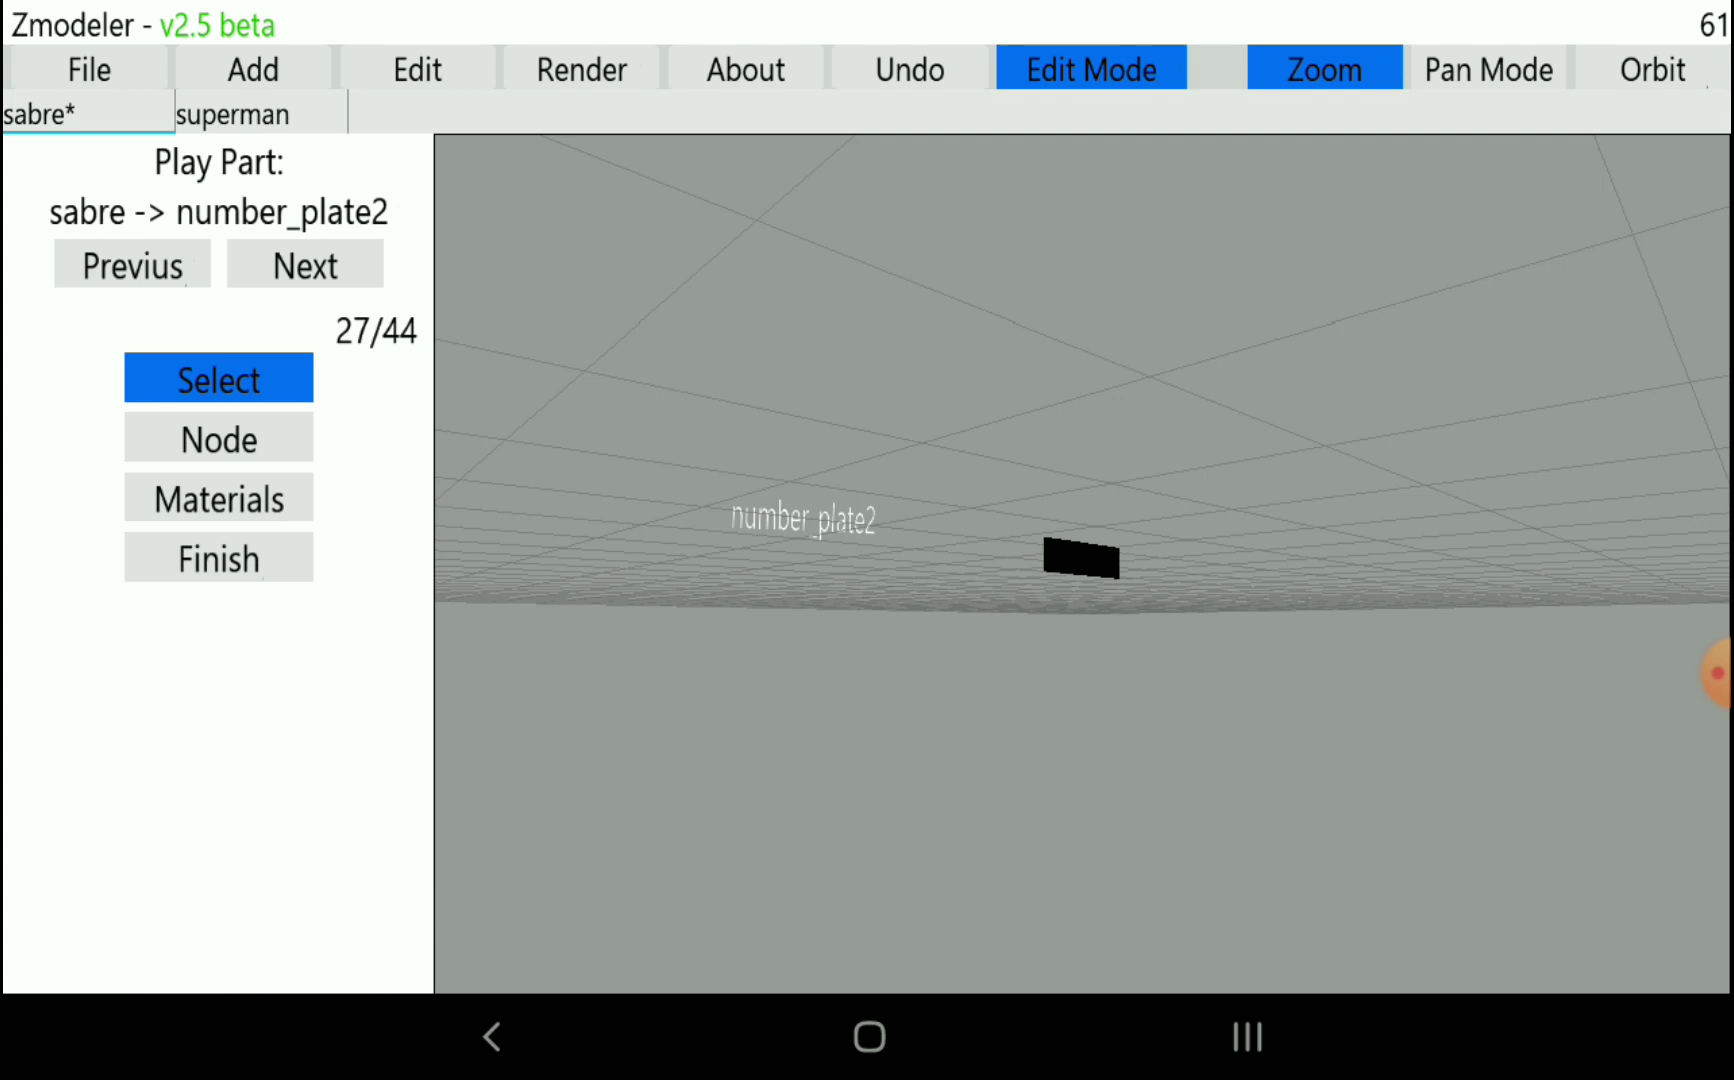 Zmodeler - v2.5 beta 61
File Add Edit Render About Undo Edit Mode Zoom Pan Mode Orbit
sabre* superman
Play Part:
sabre -> number_plate2
Previus Next
27/44
Select
Node
Materials
Finish
number_plate2